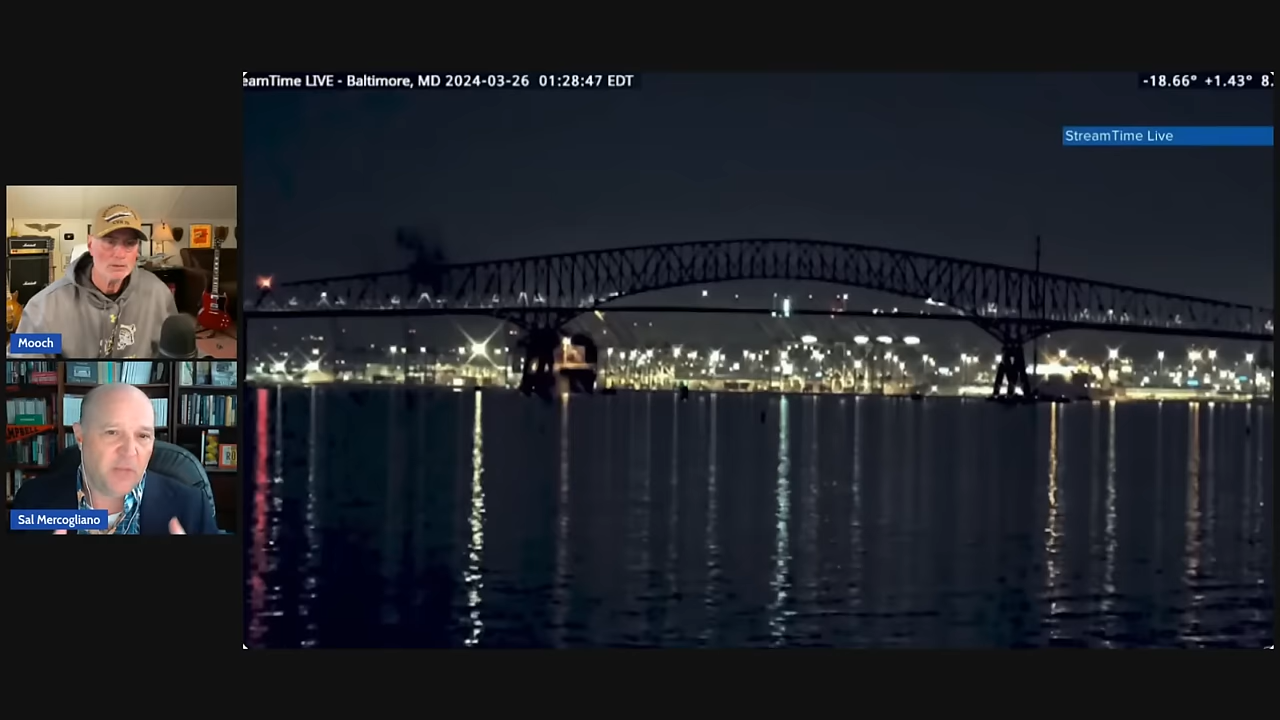 eamTime LIVE - Baltimore, MD 2024-03-26 01:28:47 EDT
-18.66° +1.43° 8.
StreamTime Live
Mooch
Sal Mercogliano